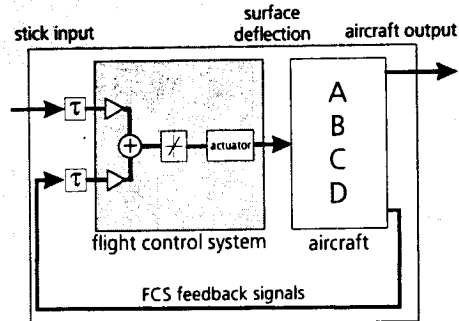 stick input
surface
deflection
aircraft output
τ
τ
+
actuator
A
B
C
D
flight control system
aircraft
FCS feedback signals